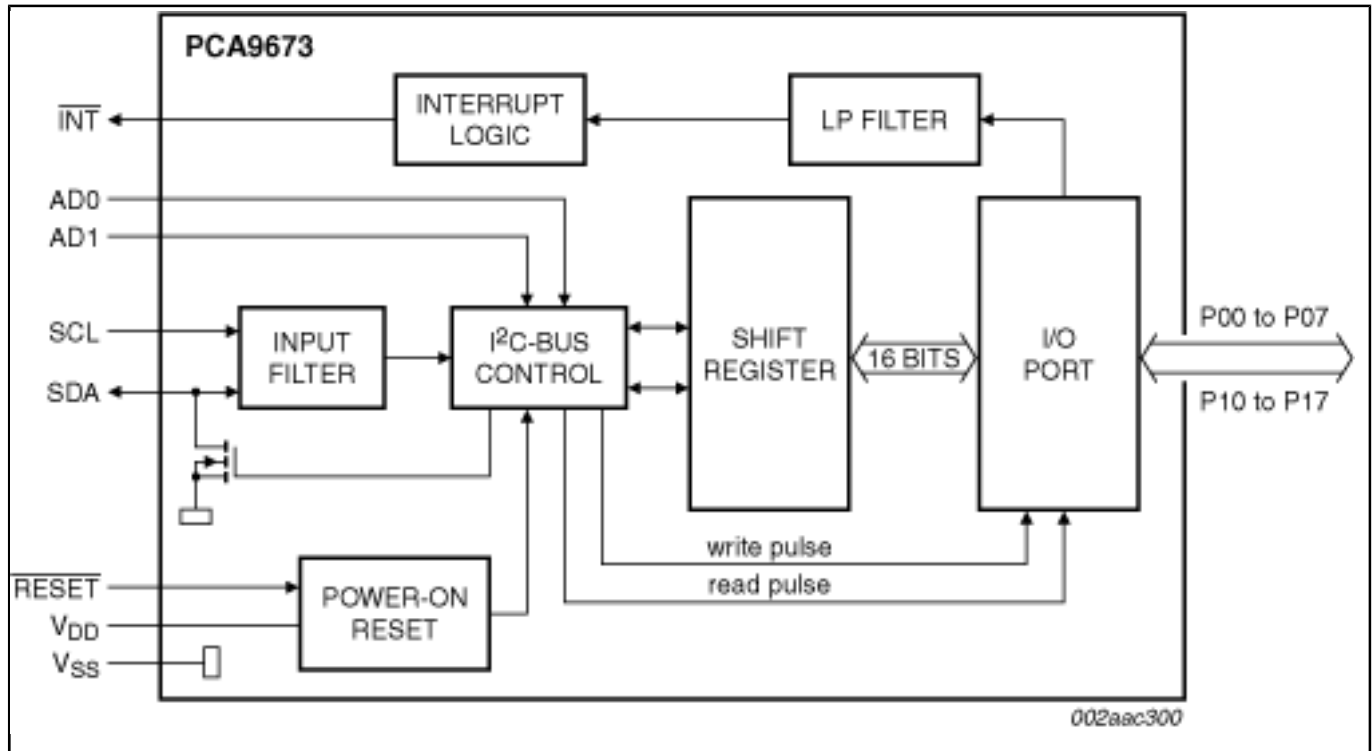 PCA9673
INTERRUPT
LOGIC
LP FILTER
INT
AD0
AD1
SCL
SDA
INPUT
FILTER
I²C-BUS
CONTROL
SHIFT
REGISTER
16 BITS
I/O
PORT
P00 to P07
P10 to P17
write pulse
read pulse
RESET
VDD
VSS
POWER-ON
RESET
002aac300